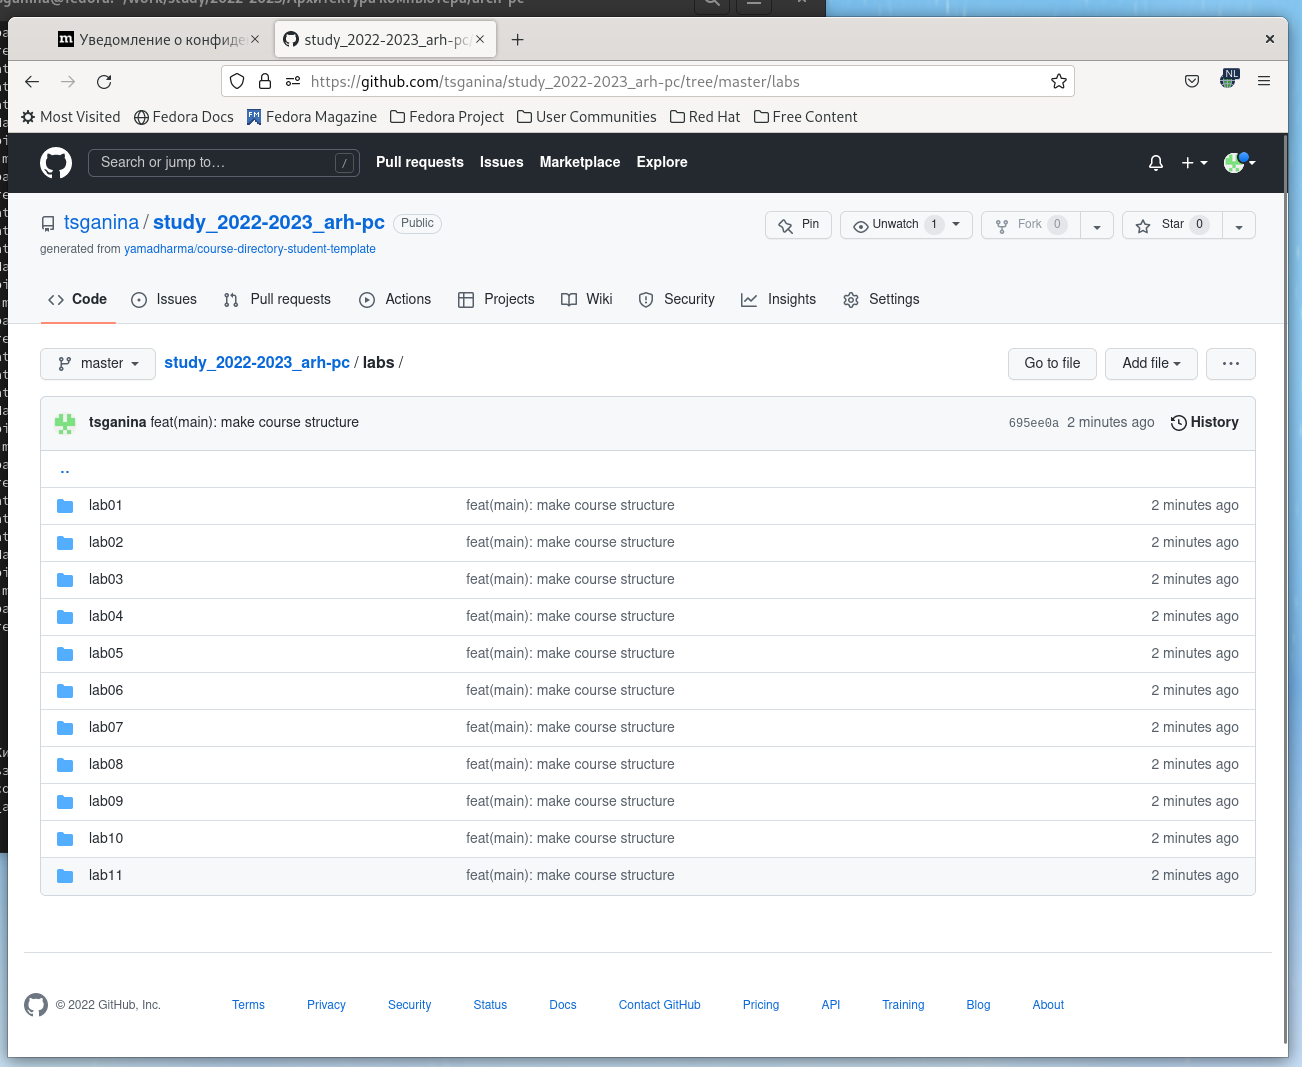 Уведомление о конфиде
study_2022-2023_arh-pc/
https://github.com/tsganina/study_2022-2023_arh-pc/tree/master/labs
NL
Most Visited Fedora Docs Fedora Magazine Fedora Project User Communities Red Hat Free Content
Search or jump to… / Pull requests Issues Marketplace Explore
tsganina / study_2022-2023_arh-pc Public Pin Unwatch 1 Fork 0 Star 0
generated from yamadharma/course-directory-student-template
Code Issues Pull requests Actions Projects Wiki Security Insights Settings
master study_2022-2023_arh-pc / labs / Go to file Add file ...
tsganina feat(main): make course structure 695ee0a 2 minutes ago History
..
lab01 feat(main): make course structure 2 minutes ago
lab02 feat(main): make course structure 2 minutes ago
lab03 feat(main): make course structure 2 minutes ago
lab04 feat(main): make course structure 2 minutes ago
lab05 feat(main): make course structure 2 minutes ago
lab06 feat(main): make course structure 2 minutes ago
lab07 feat(main): make course structure 2 minutes ago
lab08 feat(main): make course structure 2 minutes ago
lab09 feat(main): make course structure 2 minutes ago
lab10 feat(main): make course structure 2 minutes ago
lab11 feat(main): make course structure 2 minutes ago
© 2022 GitHub, Inc. Terms Privacy Security Status Docs Contact GitHub Pricing API Training Blog About